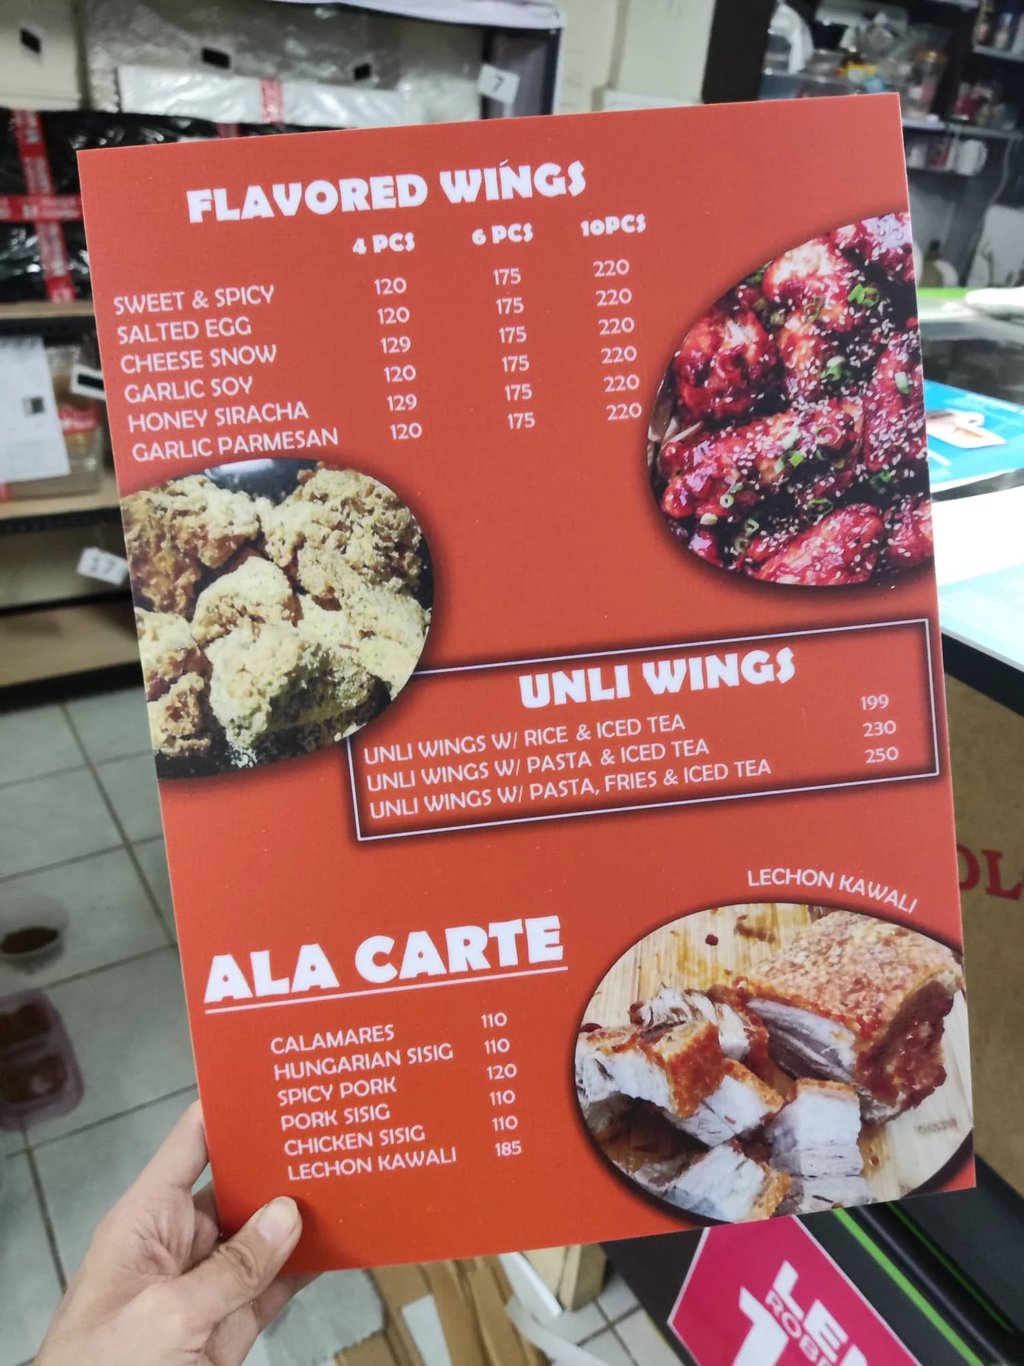 7
FLAVORED WINGS
4 PCS 6 PCS 10PCS
SWEET & SPICY 120 175 220
SALTED EGG 120 175 220
CHEESE SNOW 129 175 220
GARLIC SOY 120 175 220
HONEY SIRACHA 129 175 220
GARLIC PARMESAN 120 175 220
17
UNLI WINGS
UNLI WINGS W/ RICE & ICED TEA 199
UNLI WINGS W/ PASTA & ICED TEA 230
UNLI WINGS W/ PASTA, FRIES & ICED TEA 250
LECHON KAWALI
ALA CARTE
CALAMARES 110
HUNGARIAN SISIG 110
SPICY PORK 120
PORK SISIG 110
CHICKEN SISIG 110
LECHON KAWALI 185